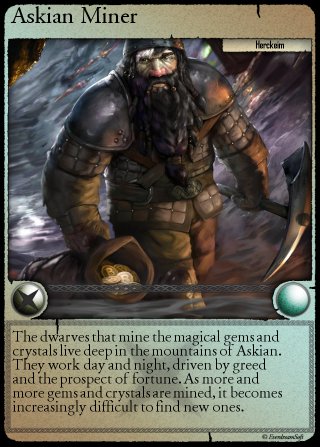 Askian Miner
Herckeim
The dwarves that mine the magical gems and
crystals live deep in the mountains of Askian.
They work day and night, driven by greed
and the prospect of fortune. As more and
more gems and crystals are mined, it becomes
increasingly difficult to find new ones.
© EverdreamSoft